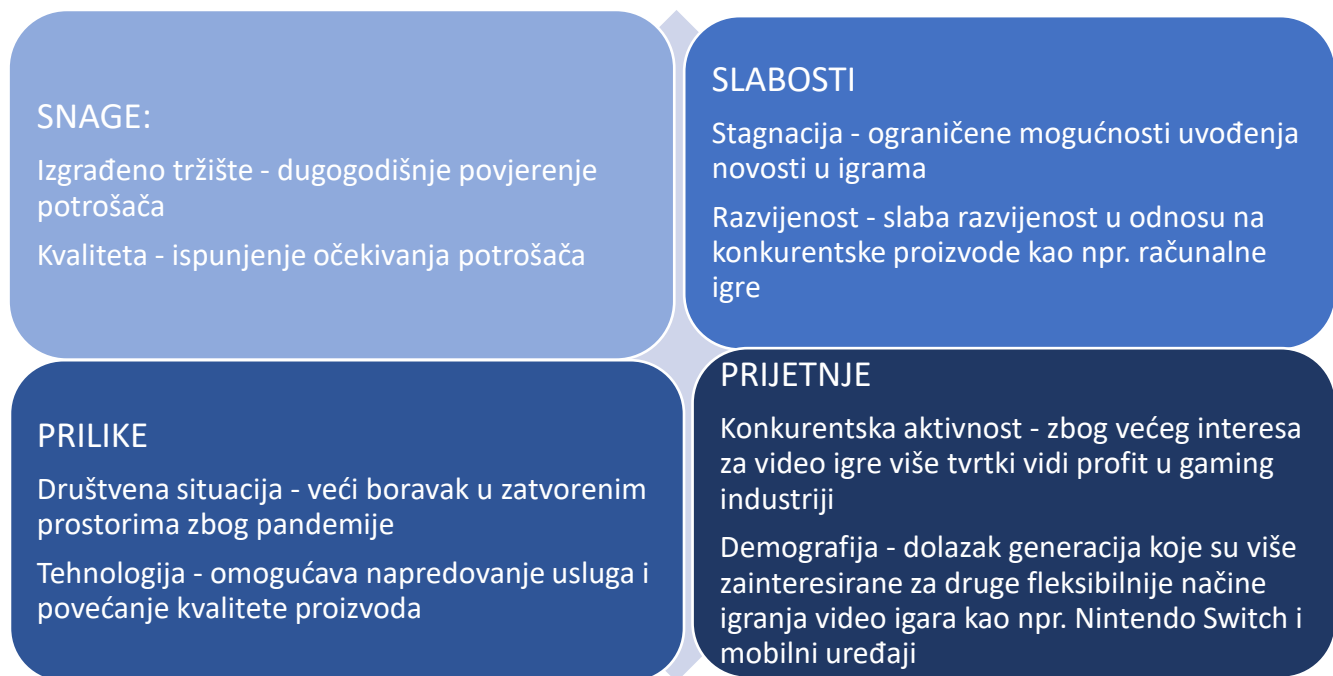 SNAGE:
Izgrađeno tržište - dugogodišnje povjerenje
potrošača
Kvaliteta - ispunjenje očekivanja potrošača
SLABOSTI
Stagnacija - ograničene mogućnosti uvođenja
novosti u igrama
Razvijenost - slaba razvijenost u odnosu na
konkurentske proizvode kao npr. računalne
igre
PRILIKE
Društvena situacija - veći boravak u zatvorenim
prostorima zbog pandemije
Tehnologija - omogućava napredovanje usluga i
povećanje kvalitete proizvoda
PRIJETNJE
Konkurentska aktivnost - zbog većeg interesa
za video igre više tvrtki vidi profit u gaming
industriji
Demografija - dolazak generacija koje su više
zainteresirane za druge fleksibilnije načine
igranja video igara kao npr. Nintendo Switch i
mobilni uređaji